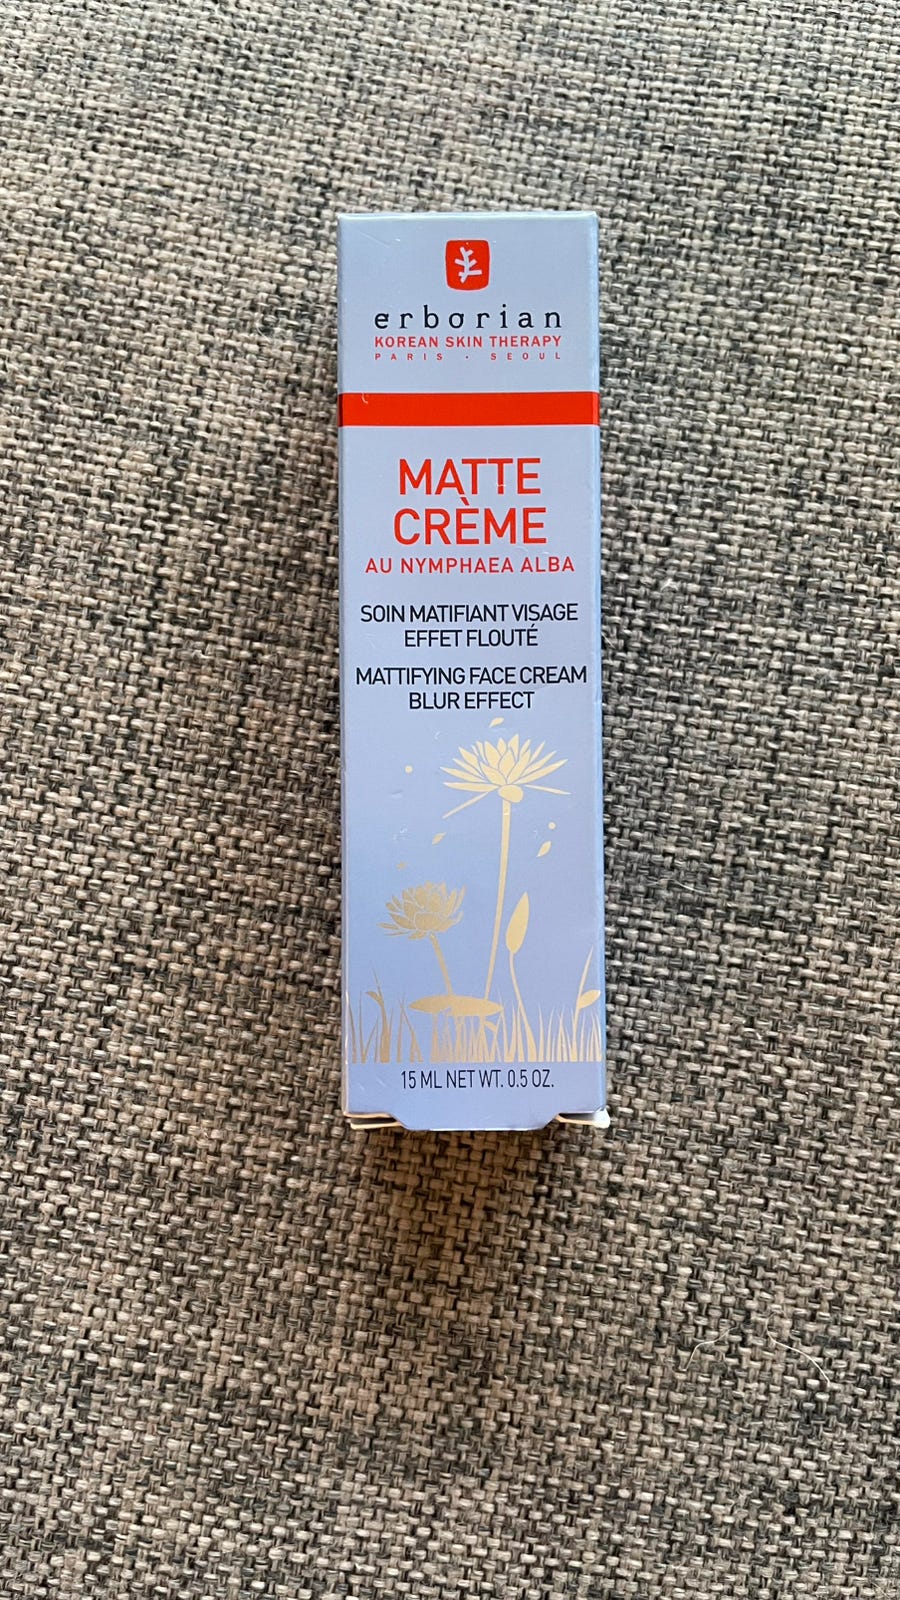 erborian
KOREAN SKIN THERAPY
PARIS · SEOUL
MATTE
CRÈME
AU NYMPHAEA ALBA
SOIN MATIFIANT VISAGE
EFFET FLOUTÉ
MATTIFYING FACE CREAM
BLUR EFFECT
15 ML NET WT. 0.5 OZ.